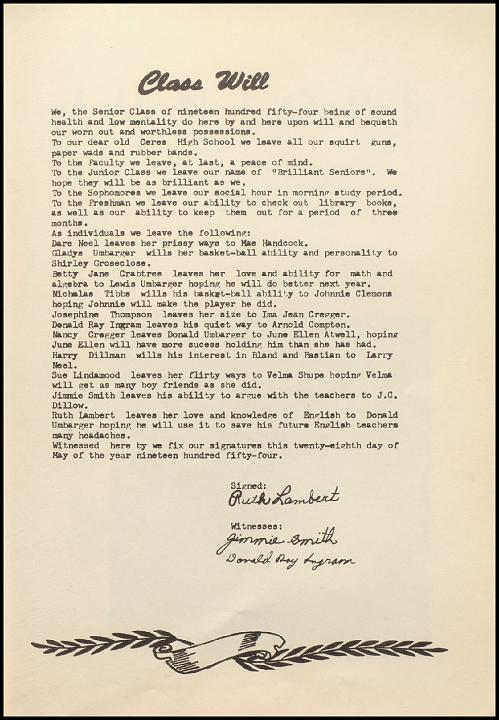 Class Will
We, the Senior Class of nineteen hundred fifty-four being of sound
health and low mentality do here by and here upon will and bequeth
our worn out and worthless possessions.
To our dear old Ceres High School we leave all our squirt guns,
paper wads and rubber bands.
To the Faculty we leave, at last, a peace of mind.
To the Junior Class we leave our name of "Brilliant Seniors". We
hope they will be as brilliant as we.
To the Sophomores we leave our social hour in morning study period.
To the Freshman we leave our ability to check out library books,
as well as our ability to keep them out for a period of three
months.
As individuals we leave the following:
Dare Neel leaves her prissy ways to Mae Handcock.
Gladys Umbarger wills her basket-ball ability and personality to
Shirley Groseclose.
Betty Jane Crabtree leaves her love and ability for math and
algebra to Lewis Umbarger hoping he will do better next year.
Nicholas Tibbs wills his basket-ball ability to Johnnie Clemons
hoping Johnnie will make the player he did.
Josephine Thompson leaves her size to Ima Jean Cregger.
Donald Ray Ingram leaves his quiet way to Arnold Compton.
Nancy Cregger leaves Donald Umbarger to June Ellen Atwell, hoping
June Ellen will have more sucess holding him than she has had.
Harry Dillman wills his interest in Bland and Bastian to Larry
Neel.
Sue Lindamood leaves her flirty ways to Velma Shupe hoping Velma
will get as many boy friends as she did.
Jimmie Smith leaves his ability to argue with the teachers to J.C.
Dillow.
Ruth Lambert leaves her love and knowledge of English to Donald
Umbarger hoping he will use it to save his future English teachers
many headaches.
Witnessed here by we fix our signatures this twenty-eighth day of
May of the year nineteen hundred fifty-four.
Signed:
Ruth Lambert
Witnesses:
Jimmie Smith
Donald Ray Ingram